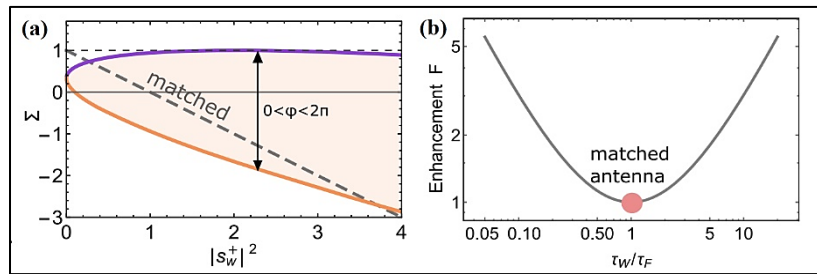 (a)
1
0
-1
-2
-3
Σ
matched
0<φ<2π
0 1 2 3 4
|s_w^+|^2
(b)
5
2
1
Enhancement F
matched
antenna
0.05 0.10 0.50 1 5 10
τ_W/τ_F